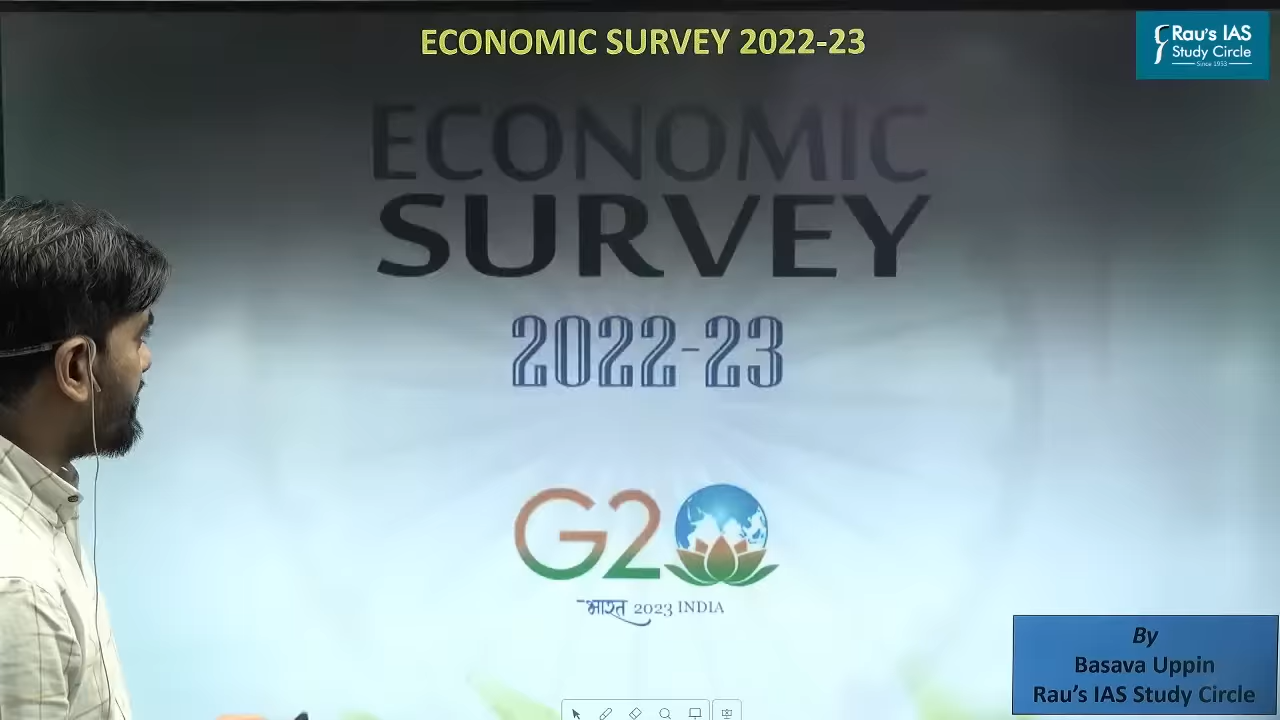 ECONOMIC SURVEY 2022-23
Rau's IAS
Study Circle
Since 1953
ECONOMIC
SURVEY
2022-23
G20
भारत 2023 INDIA
By
Basava Uppin
Rau's IAS Study Circle